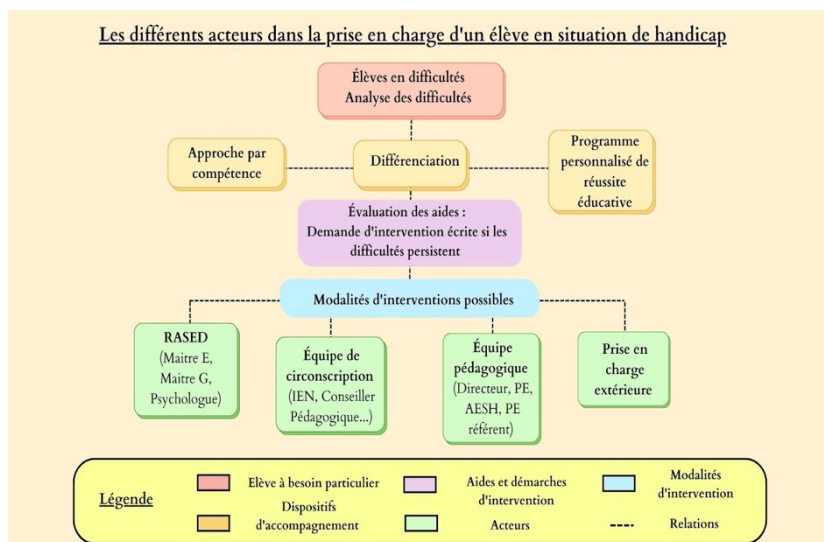 Les différents acteurs dans la prise en charge d'un élève en situation de handicap
Élèves en difficultés
Analyse des difficultés
Approche par
compétence
Différenciation
Programme
personnalisé de
réussite
éducative
Évaluation des aides :
Demande d'intervention écrite si les
difficultés persistent
Modalités d'interventions possibles
RASED
(Maitre E,
Maitre G,
Psychologue)
Équipe de
circonscription
(IEN, Conseiller
Pédagogique...)
Équipe
pédagogique
(Directeur, PE,
AESH, PE
référent)
Prise en
charge
extérieure
Légende
Elève à besoin particulier
Dispositifs
d'accompagnement
Aides et démarches
d'intervention
Acteurs
Modalités
d'intervention
Relations